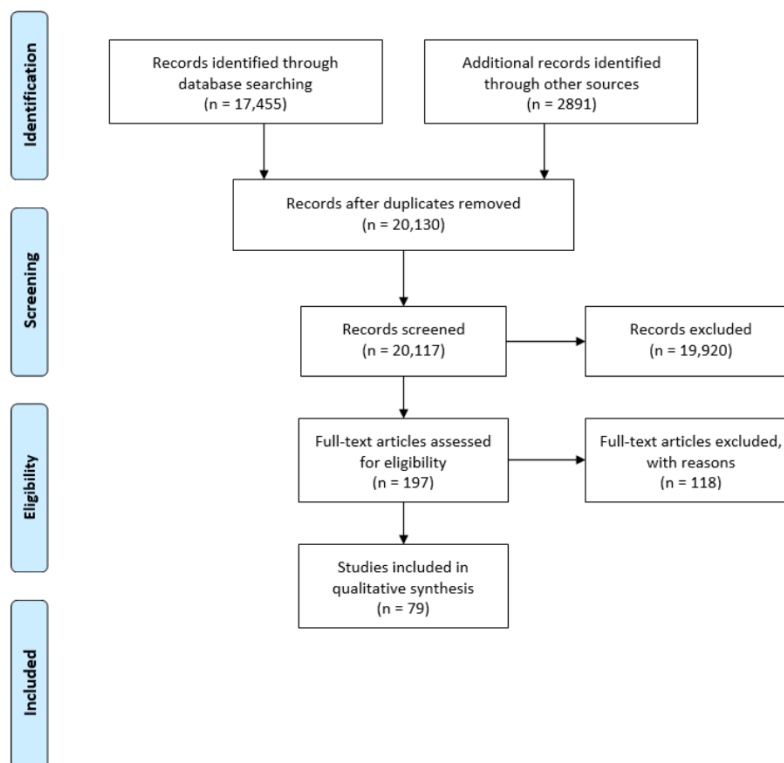 Identification
Records identified through
database searching
(n = 17,455)
Additional records identified
through other sources
(n = 2891)
Records after duplicates removed
(n = 20,130)
Screening
Records screened
(n = 20,117)
Records excluded
(n = 19,920)
Eligibility
Full-text articles assessed
for eligibility
(n = 197)
Full-text articles excluded,
with reasons
(n = 118)
Studies included in
qualitative synthesis
(n = 79)
Included